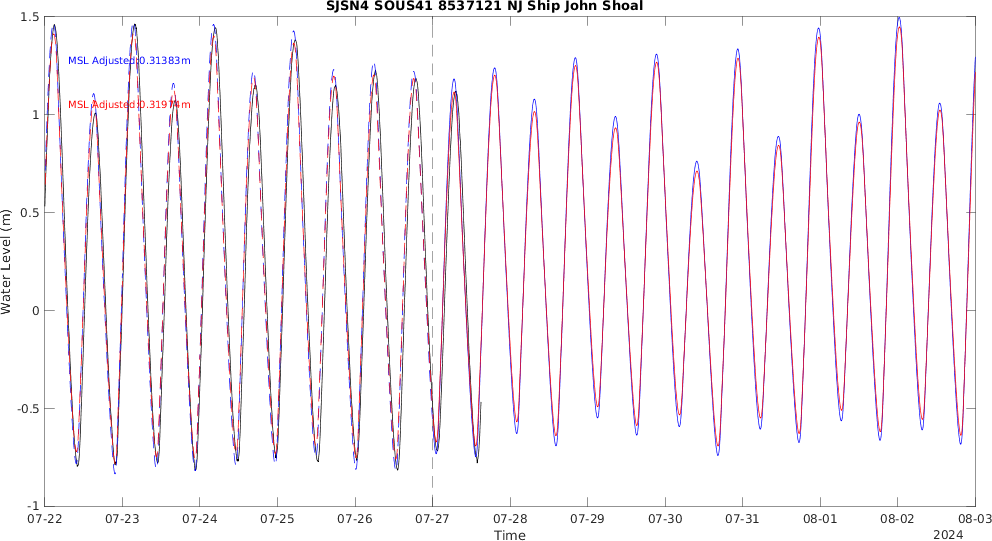 SJSN4 SOUS41 8537121 NJ Ship John Shoal
1.5
1
0.5
0
-0.5
-1
Water Level (m)
MSL Adjusted:0.31383m
MSL Adjusted:0.31974m
07-22 07-23 07-24 07-25 07-26 07-27 07-28 07-29 07-30 07-31 08-01 08-02 08-03
Time
2024